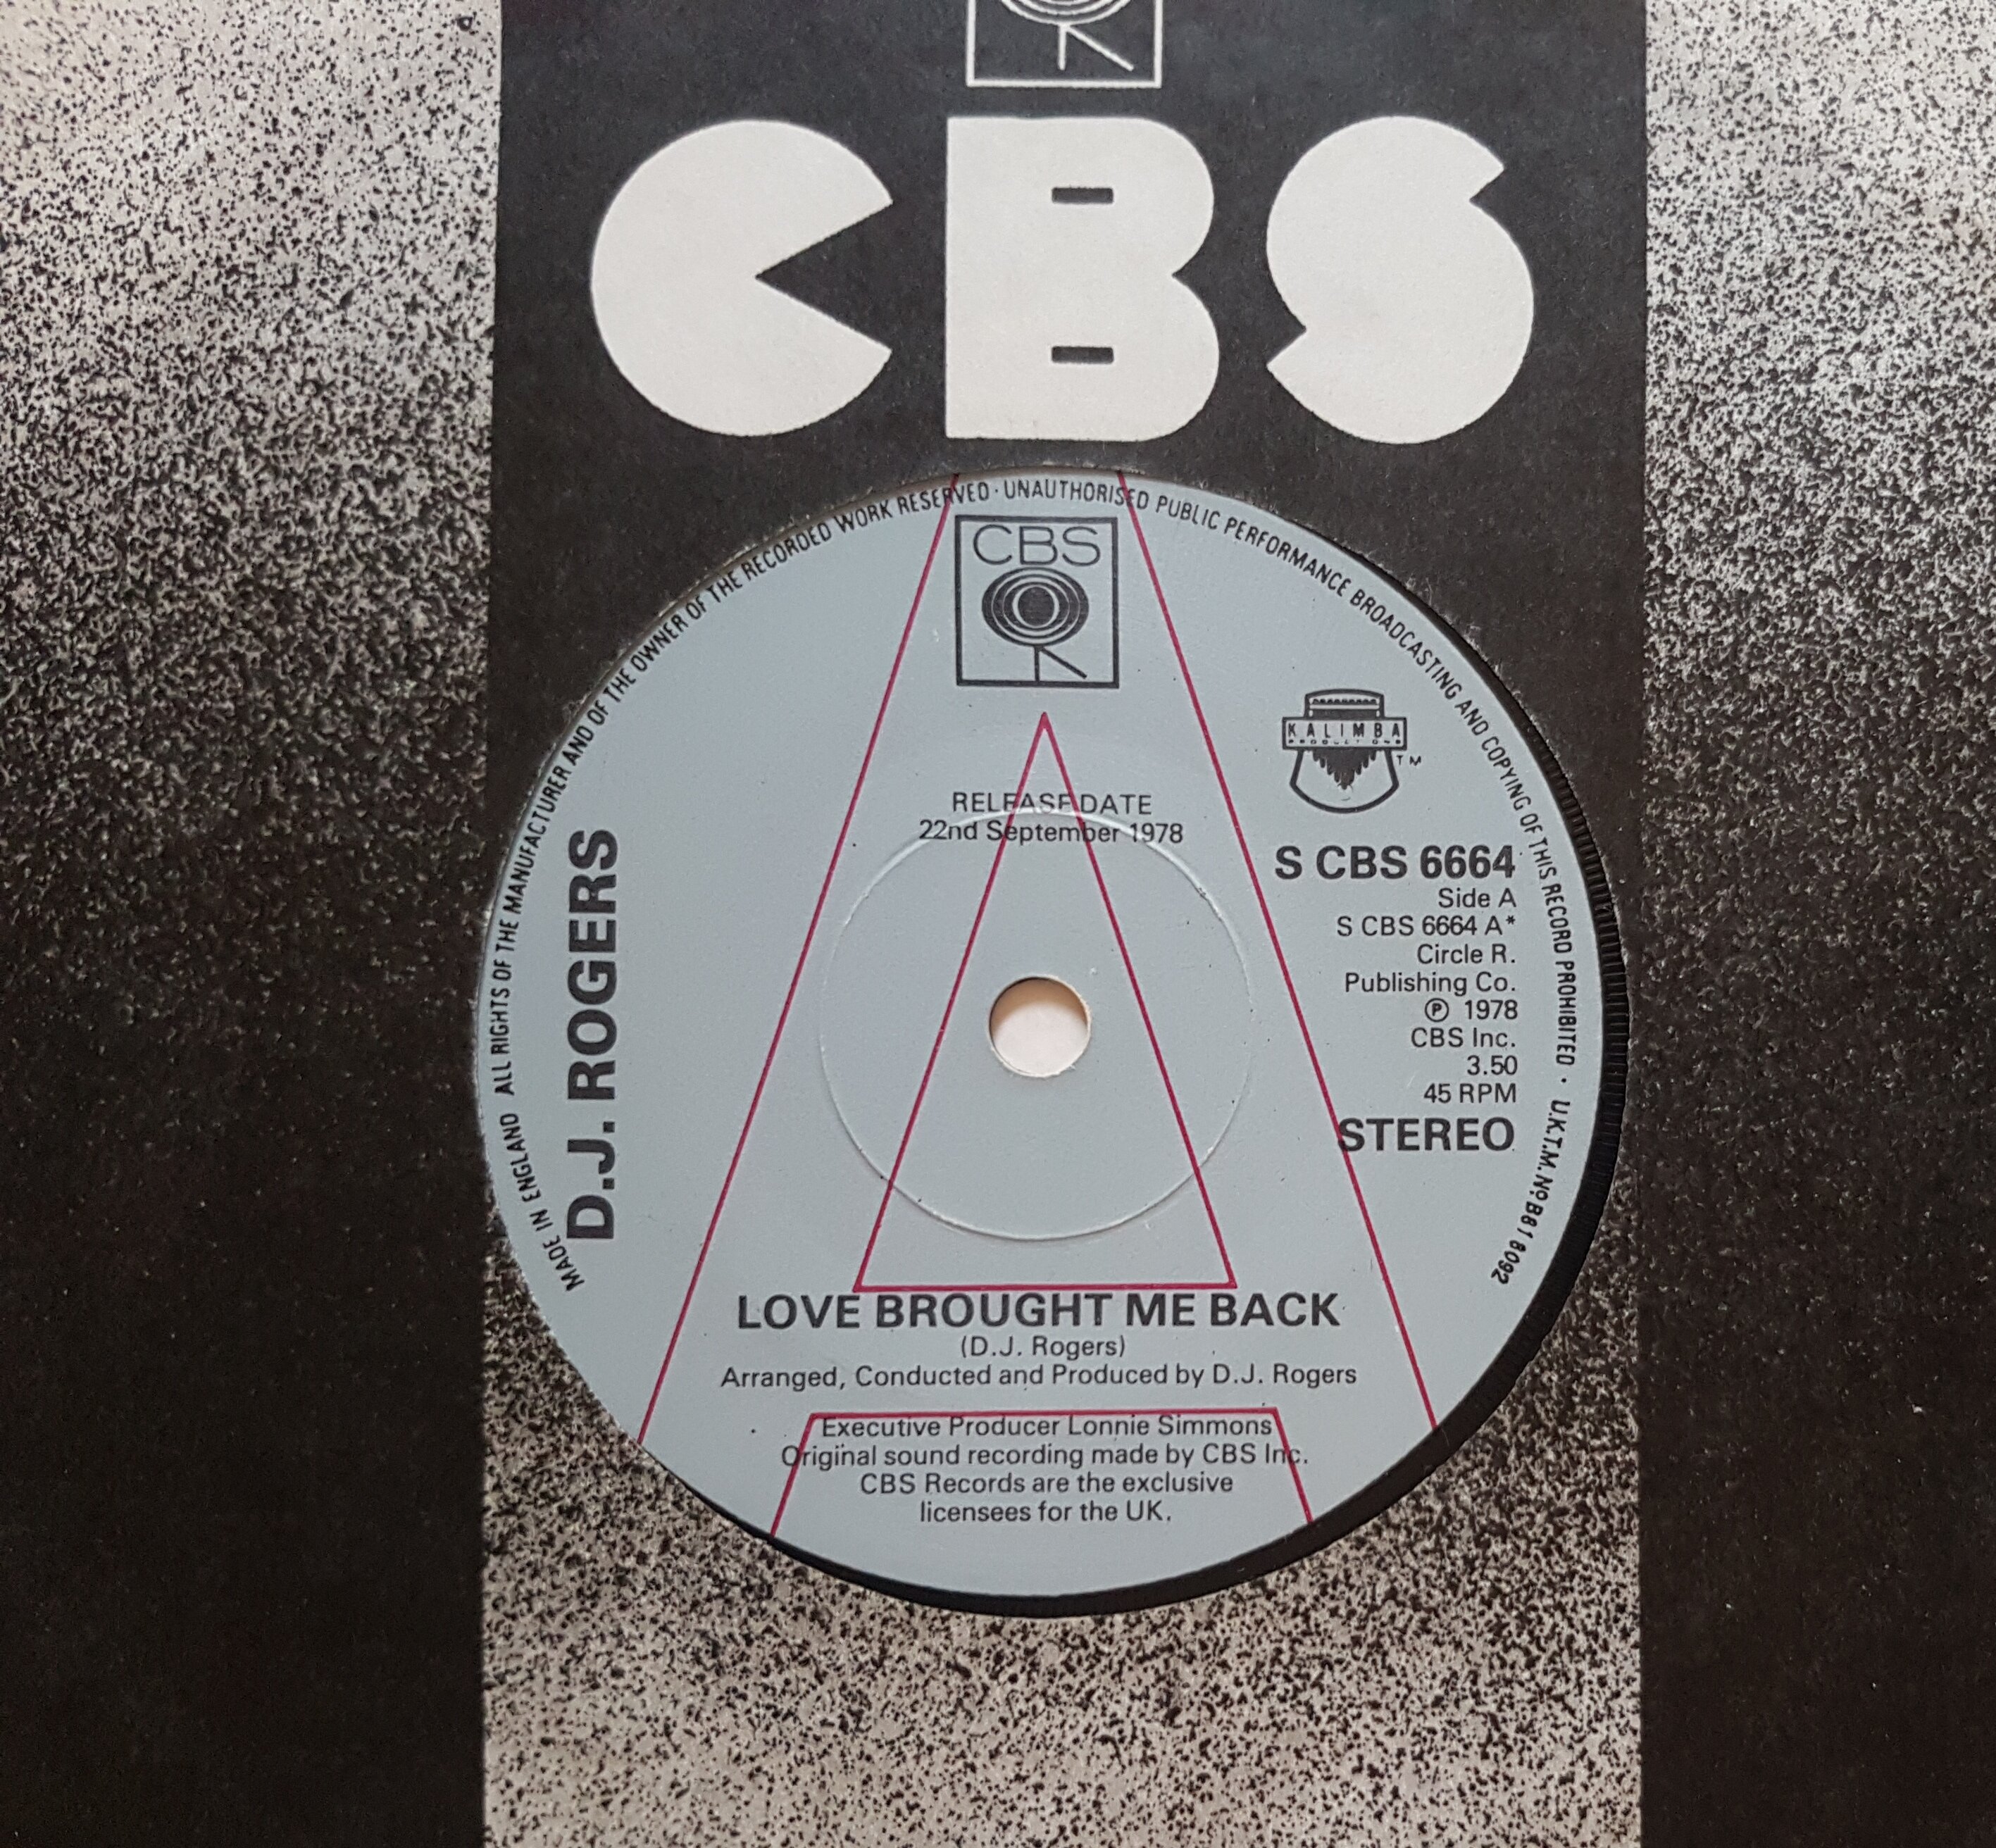 CBS
MADE IN ENGLAND ALL RIGHTS OF THE MANUFACTURER AND OF THE OWNER OF THE RECORDED WORK RESERVED · UNAUTHORISED PUBLIC PERFORMANCE BROADCASTING AND COPYING OF THIS RECORD PROHIBITED · U.K.T.M. No. B618092
CBS
A
RELEASE DATE
22nd September 1978
KALIMBA
PRODUCTIONS
TM
D.J. ROGERS
S CBS 6664
Side A
S CBS 6664 A*
Circle R.
Publishing Co.
℗ 1978
CBS Inc.
3.50
45 RPM
STEREO
LOVE BROUGHT ME BACK
(D.J. Rogers)
Arranged, Conducted and Produced by D.J. Rogers
Executive Producer Lonnie Simmons
Original sound recording made by CBS Inc.
CBS Records are the exclusive
licensees for the UK.